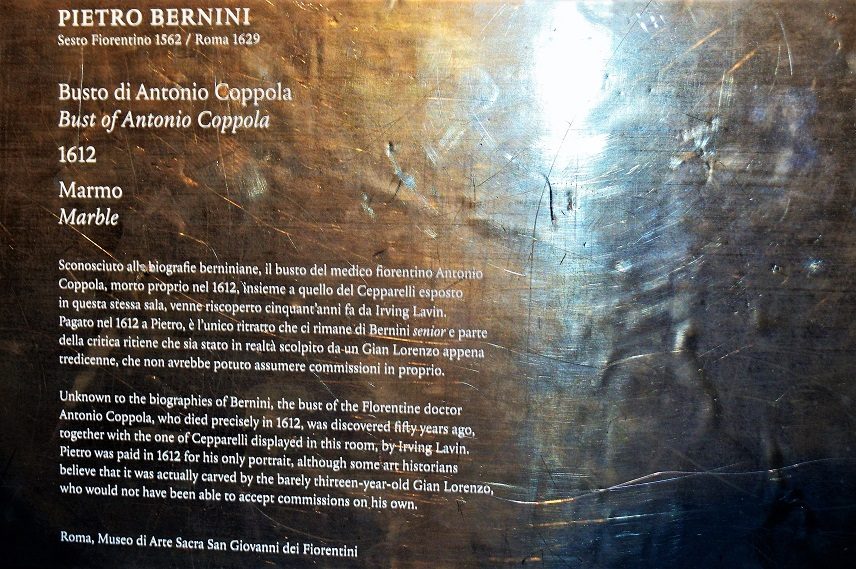 PIETRO BERNINI
Sesto Fiorentino 1562 / Roma 1629
Busto di Antonio Coppola
Bust of Antonio Coppola
1612
Marmo
Marble
Sconosciuto alle biografie berniniane, il busto del medico fiorentino Antonio
Coppola, morto proprio nel 1612, insieme a quello del Cepparelli esposto
in questa stessa sala, venne riscoperto cinquant'anni fa da Irving Lavin.
Pagato nel 1612 a Pietro, è l'unico ritratto che ci rimane di Bernini senior e parte
della critica ritiene che sia stato in realtà scolpito da un Gian Lorenzo appena
tredicenne, che non avrebbe potuto assumere commissioni in proprio.
Unknown to the biographies of Bernini, the bust of the Florentine doctor
Antonio Coppola, who died precisely in 1612, was discovered fifty years ago,
together with the one of Cepparelli displayed in this room, by Irving Lavin.
Pietro was paid in 1612 for his only portrait, although some art historians
believe that it was actually carved by the barely thirteen-year-old Gian Lorenzo,
who would not have been able to accept commissions on his own.
Roma, Museo di Arte Sacra San Giovanni dei Fiorentini